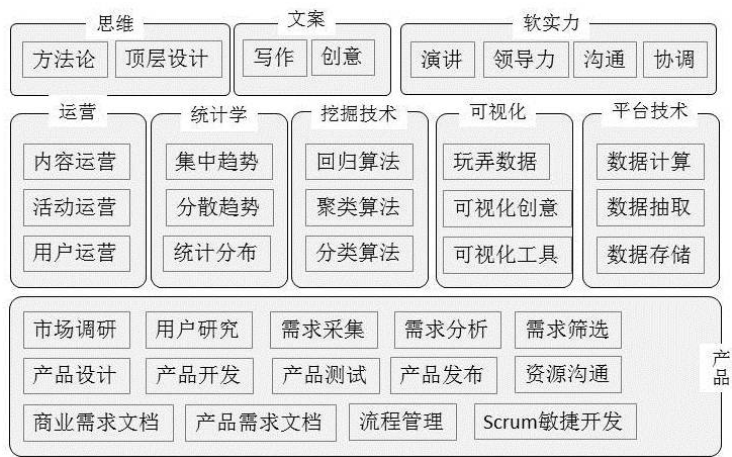 思维 文案 软实力
方法论 顶层设计 写作 创意 演讲 领导力 沟通 协调
运营 统计学 挖掘技术 可视化 平台技术
内容运营 集中趋势 回归算法 玩弄数据 数据计算
活动运营 分散趋势 聚类算法 可视化创意 数据抽取
用户运营 统计分布 分类算法 可视化工具 数据存储
市场调研 用户研究 需求采集 需求分析 需求筛选
产品
产品设计 产品开发 产品测试 产品发布 资源沟通
商业需求文档 产品需求文档 流程管理 Scrum敏捷开发